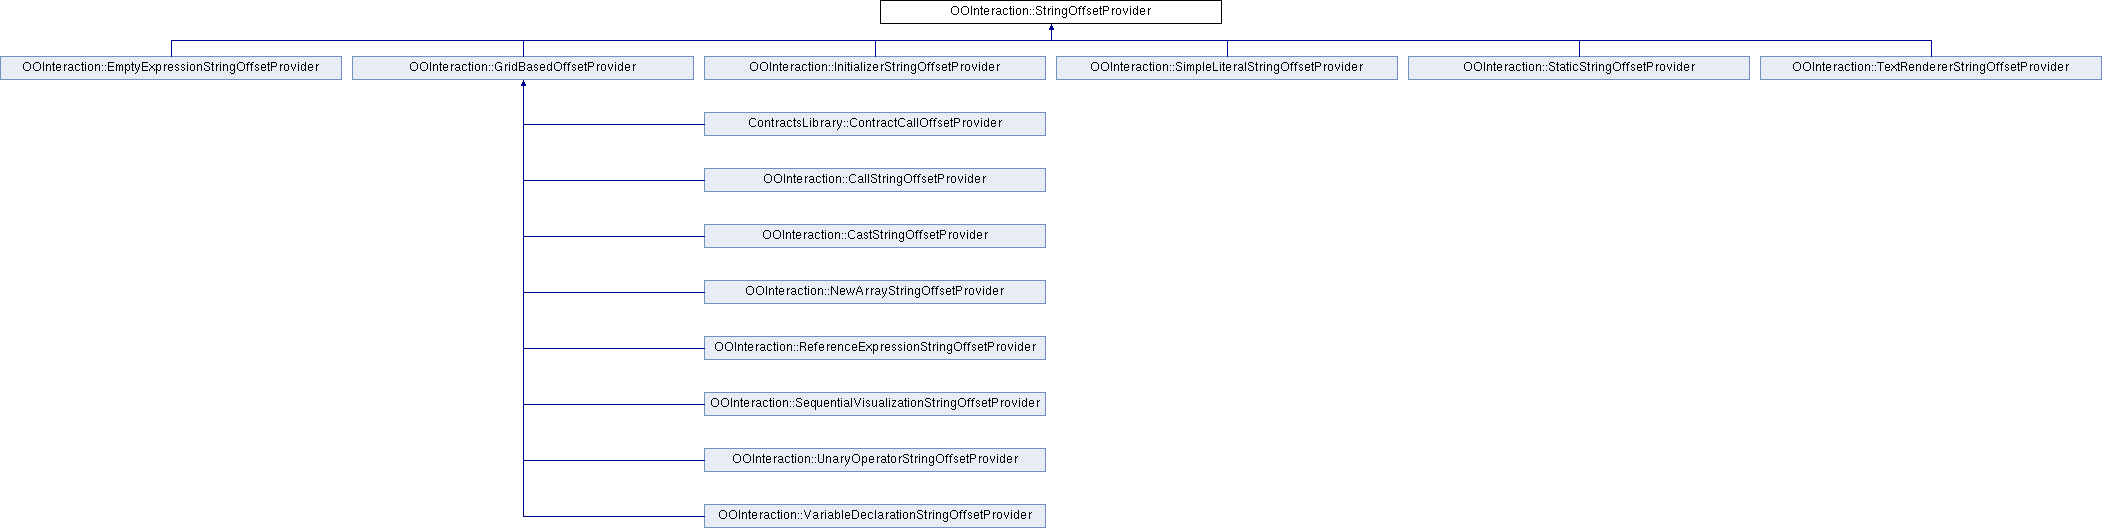 OOInteraction::StringOffsetProvider
OOInteraction::EmptyExpressionStringOffsetProvider
OOInteraction::GridBasedOffsetProvider
OOInteraction::InitializerStringOffsetProvider
OOInteraction::SimpleLiteralStringOffsetProvider
OOInteraction::StaticStringOffsetProvider
OOInteraction::TextRendererStringOffsetProvider
ContractsLibrary::ContractCallOffsetProvider
OOInteraction::CallStringOffsetProvider
OOInteraction::CastStringOffsetProvider
OOInteraction::NewArrayStringOffsetProvider
OOInteraction::ReferenceExpressionStringOffsetProvider
OOInteraction::SequentialVisualizationStringOffsetProvider
OOInteraction::UnaryOperatorStringOffsetProvider
OOInteraction::VariableDeclarationStringOffsetProvider